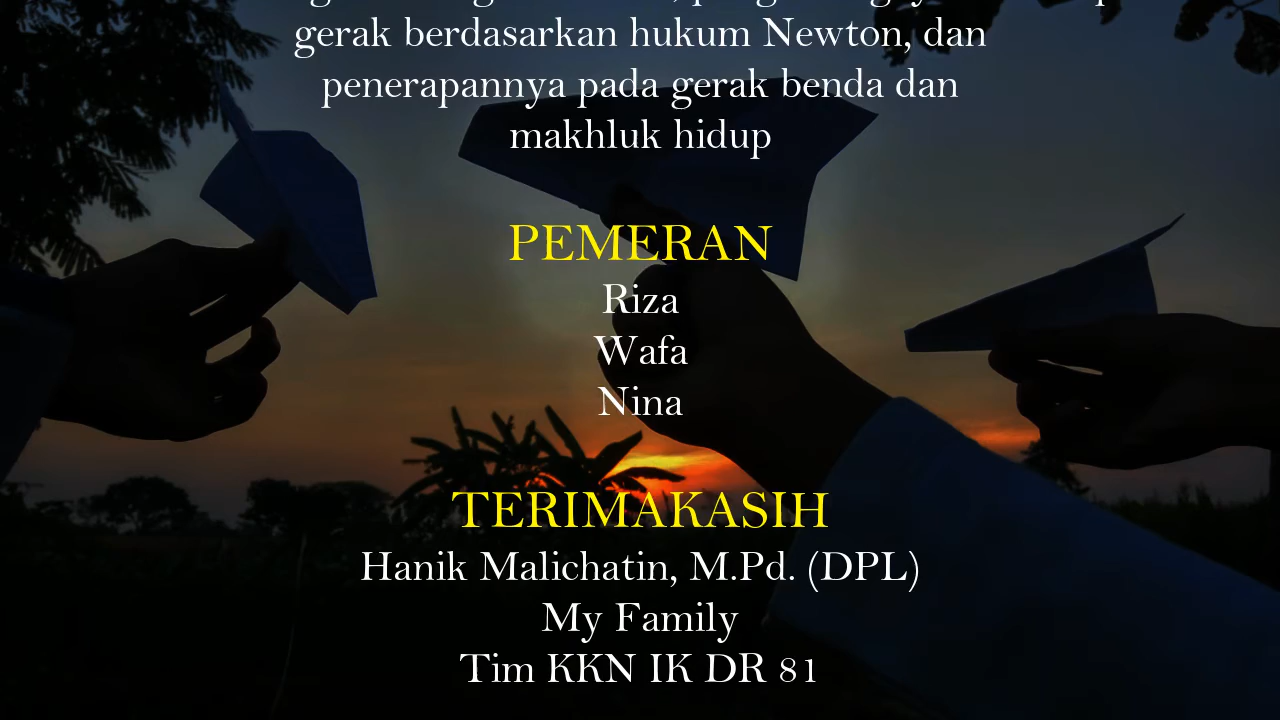 gerak berdasarkan hukum Newton, dan
penerapannya pada gerak benda dan
makhluk hidup
PEMERAN
Riza
Wafa
Nina
TERIMAKASIH
Hanik Malichatin, M.Pd. (DPL)
My Family
Tim KKN IK DR 81